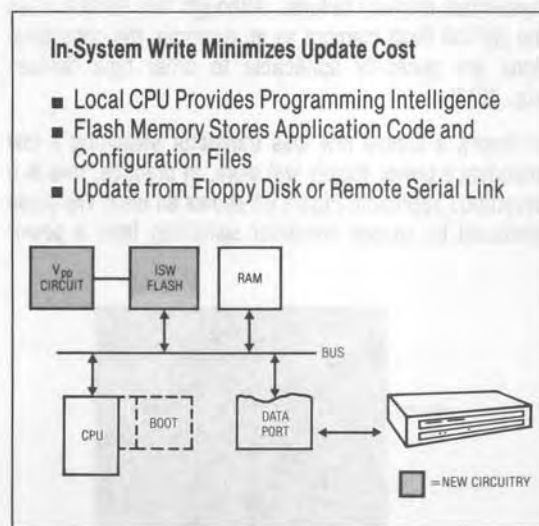 In-System Write Minimizes Update Cost
■ Local CPU Provides Programming Intelligence
■ Flash Memory Stores Application Code and
Configuration Files
■ Update from Floppy Disk or Remote Serial Link
VPP
CIRCUIT
ISW
FLASH
RAM
BUS
CPU
BOOT
DATA
PORT
= NEW CIRCUITRY